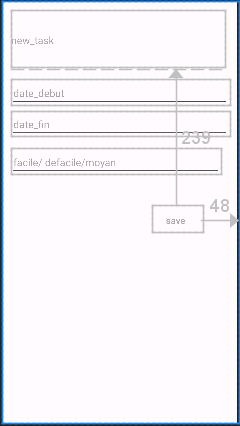 new_task
date_debut
date_fin
239
facile/ defacile/moyan
48
save